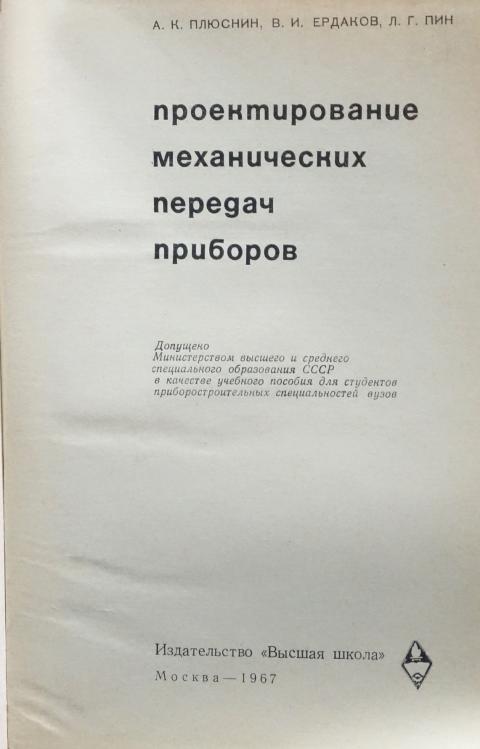 А. К. ПЛЮСНИН, В. И. ЕРДАКОВ, Л. Г. ПИН
проектирование
механических
передач
приборов
Допущено
Министерством высшего и среднего
специального образования СССР
в качестве учебного пособия для студентов
приборостроительных специальностей вузов
Издательство «Высшая школа»
Москва — 1967